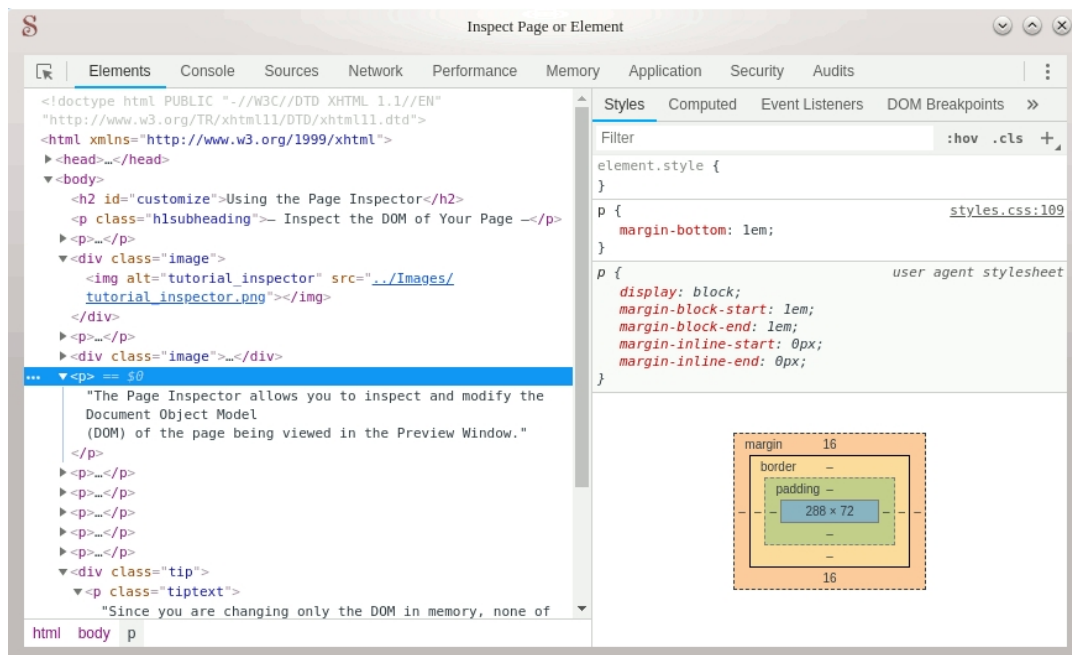 S
Inspect Page or Element
Elements Console Sources Network Performance Memory Application Security Audits
<!doctype html PUBLIC "-//W3C//DTD XHTML 1.1//EN"
"http://www.w3.org/TR/xhtml11/DTD/xhtml11.dtd">
<html xmlns="http://www.w3.org/1999/xhtml">
<head>…</head>
<body>
<h2 id="customize">Using the Page Inspector</h2>
<p class="h1subheading">— Inspect the DOM of Your Page —</p>
<p>…</p>
<div class="image">
<img alt="tutorial_inspector" src="../Images/
tutorial_inspector.png"></img>
</div>
<p>…</p>
<div class="image">…</div>
… <p> == $0
"The Page Inspector allows you to inspect and modify the
Document Object Model
(DOM) of the page being viewed in the Preview Window."
</p>
<p>…</p>
<p>…</p>
<p>…</p>
<p>…</p>
<p>…</p>
<div class="tip">
<p class="tiptext">
"Since you are changing only the DOM in memory, none of
html body p
Styles Computed Event Listeners DOM Breakpoints »
Filter :hov .cls +
element.style {
}
p { styles.css:109
margin-bottom: 1em;
}
p { user agent stylesheet
display: block;
margin-block-start: 1em;
margin-block-end: 1em;
margin-inline-start: 0px;
margin-inline-end: 0px;
}
margin 16
border –
padding –
– – – 288 × 72 – – –
–
–
16